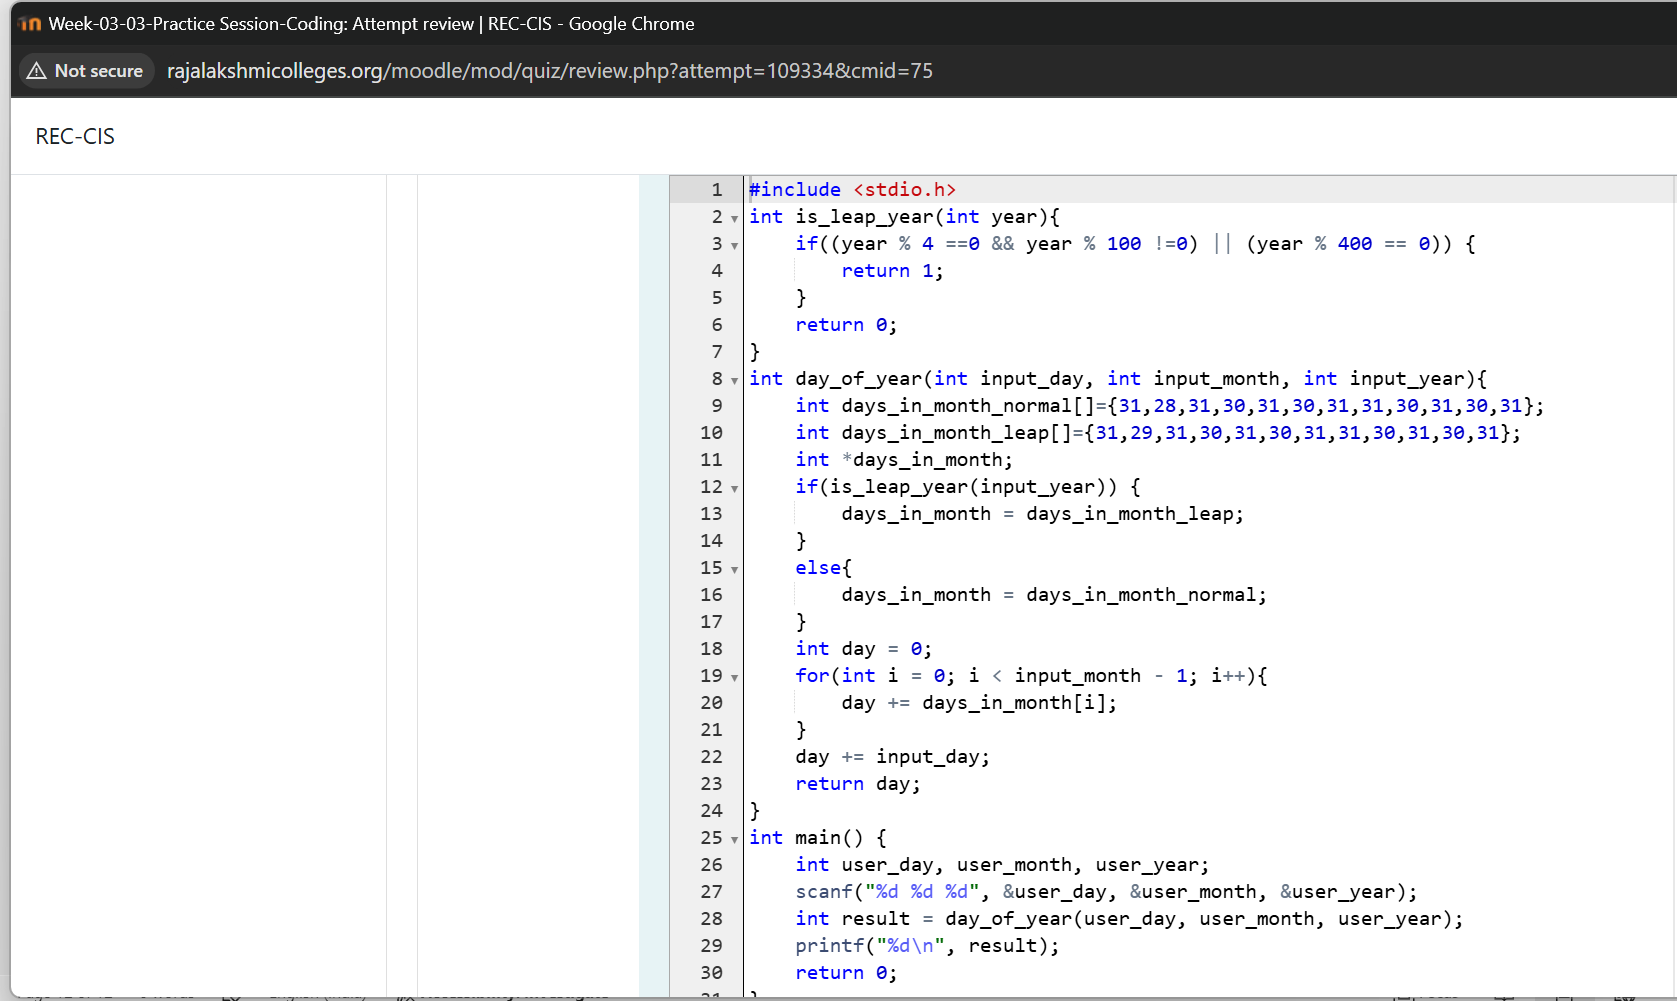 Week-03-03-Practice Session-Coding: Attempt review | REC-CIS - Google Chrome
Not secure rajalakshmicolleges.org/moodle/mod/quiz/review.php?attempt=109334&cmid=75
REC-CIS
1 #include <stdio.h>
2 int is_leap_year(int year){
3     if((year % 4 ==0 && year % 100 !=0) || (year % 400 == 0)) {
4         return 1;
5     }
6     return 0;
7 }
8 int day_of_year(int input_day, int input_month, int input_year){
9     int days_in_month_normal[]={31,28,31,30,31,30,31,31,30,31,30,31};
10     int days_in_month_leap[]={31,29,31,30,31,30,31,31,30,31,30,31};
11     int *days_in_month;
12     if(is_leap_year(input_year)) {
13         days_in_month = days_in_month_leap;
14     }
15     else{
16         days_in_month = days_in_month_normal;
17     }
18     int day = 0;
19     for(int i = 0; i < input_month - 1; i++){
20         day += days_in_month[i];
21     }
22     day += input_day;
23     return day;
24 }
25 int main() {
26     int user_day, user_month, user_year;
27     scanf("%d %d %d", &user_day, &user_month, &user_year);
28     int result = day_of_year(user_day, user_month, user_year);
29     printf("%d\n", result);
30     return 0;